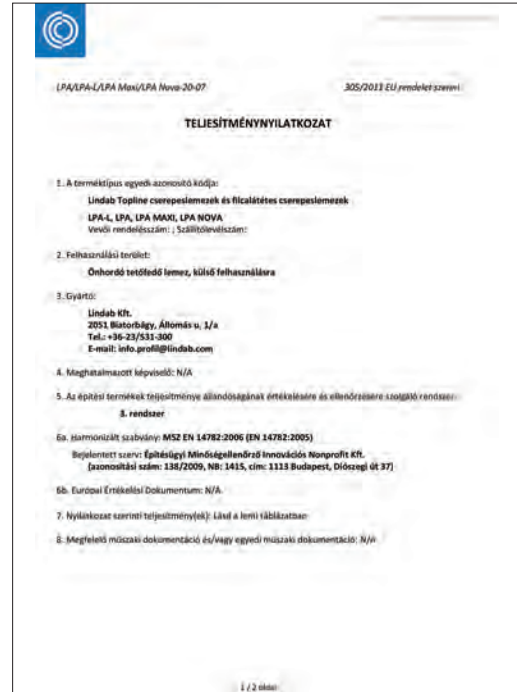 LPA/LPA-L/LPA Maxi/LPA Nova-20-07
305/2011 EU rendelet szerint
TELJESÍTMÉNYNYILATKOZAT
1. A terméktípus egyedi azonosító kódja:
Lindab Topline cserepeslemezek és filcalátétes cserepeslemezek
LPA-L, LPA, LPA MAXI, LPA NOVA
Vevői rendelésszám: ; Szállítólevélszám:
2. Felhasználási terület:
Önhordó tetőfedő lemez, külső felhasználásra
3. Gyártó:
Lindab Kft.
2051 Biatorbágy, Állomás u. 1/a
Tel.: +36-23/531-300
E-mail: info.profil@lindab.com
4. Meghatalmazott képviselő: N/A
5. Az építési termékek teljesítménye állandóságának értékelésére és ellenőrzésére szolgáló rendszer:
3. rendszer
6a. Harmonizált szabvány: MSZ EN 14782:2006 (EN 14782:2005)
Bejelentett szerv: Építésügyi Minőségellenőrző Innovációs Nonprofit Kft.
(azonosítási szám: 138/2009, NB: 1415, cím: 1113 Budapest, Diószegi út 37)
6b. Európai Értékelési Dokumentum: N/A
7. Nyilatkozat szerinti teljesítmény(ek): Lásd a lenti táblázatban
8. Megfelelő műszaki dokumentáció és/vagy egyedi műszaki dokumentáció: N/A
1 / 2 oldal